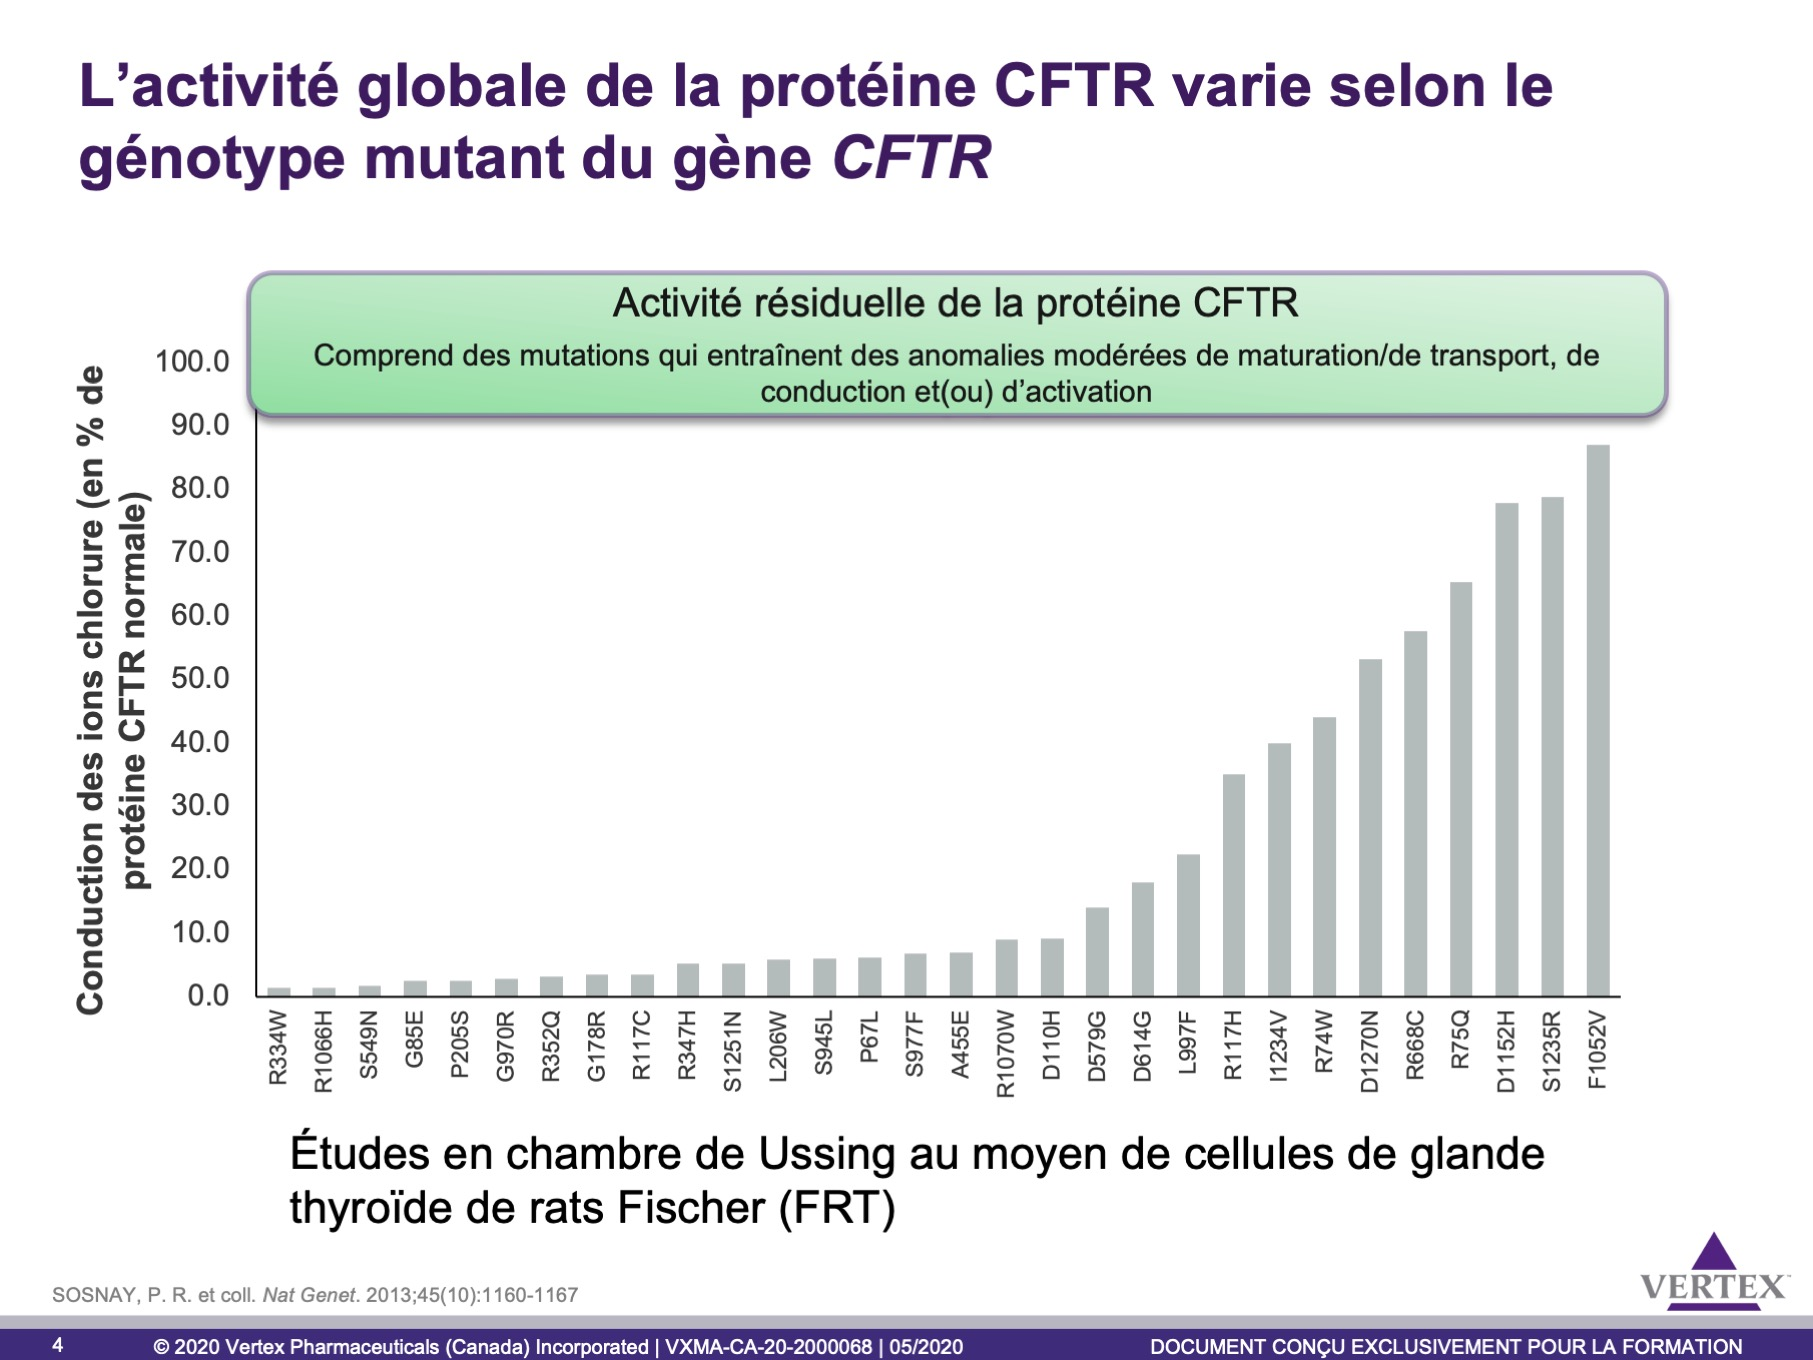 L’activité globale de la protéine CFTR varie selon le
génotype mutant du gène CFTR
Activité résiduelle de la protéine CFTR
Comprend des mutations qui entraînent des anomalies modérées de maturation/de transport, de
conduction et(ou) d’activation
Conduction des ions chlorure (en % de
protéine CFTR normale)
100.0
90.0
80.0
70.0
60.0
50.0
40.0
30.0
20.0
10.0
0.0
R334W
R1066H
S549N
G85E
P205S
G970R
R352Q
G178R
R117C
R347H
S1251N
L206W
S945L
P67L
S977F
A455E
R1070W
D110H
D579G
D614G
L997F
R117H
I1234V
R74W
D1270N
R668C
R75Q
D1152H
S1235R
F1052V
Études en chambre de Ussing au moyen de cellules de glande
thyroïde de rats Fischer (FRT)
SOSNAY, P. R. et coll. Nat Genet. 2013;45(10):1160-1167
VERTEX
4
© 2020 Vertex Pharmaceuticals (Canada) Incorporated | VXMA-CA-20-2000068 | 05/2020
DOCUMENT CONÇU EXCLUSIVEMENT POUR LA FORMATION